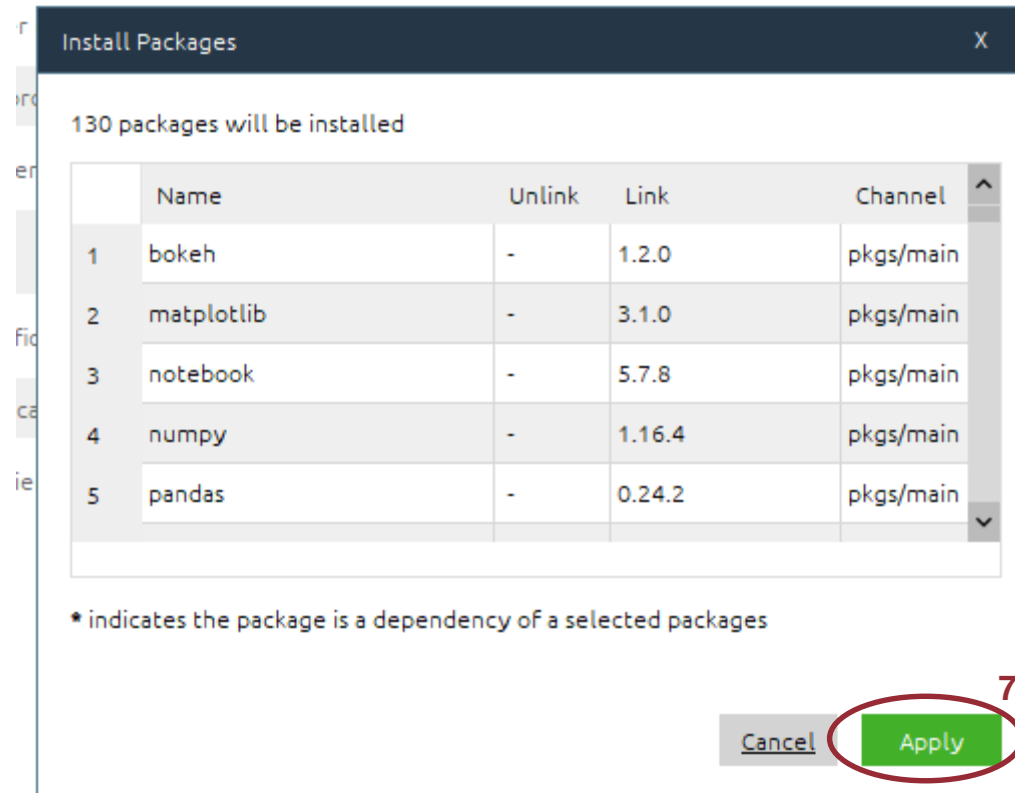 Install Packages X
130 packages will be installed
Name Unlink Link Channel
1 bokeh - 1.2.0 pkgs/main
2 matplotlib - 3.1.0 pkgs/main
3 notebook - 5.7.8 pkgs/main
4 numpy - 1.16.4 pkgs/main
5 pandas - 0.24.2 pkgs/main
* indicates the package is a dependency of a selected packages
7
Cancel Apply